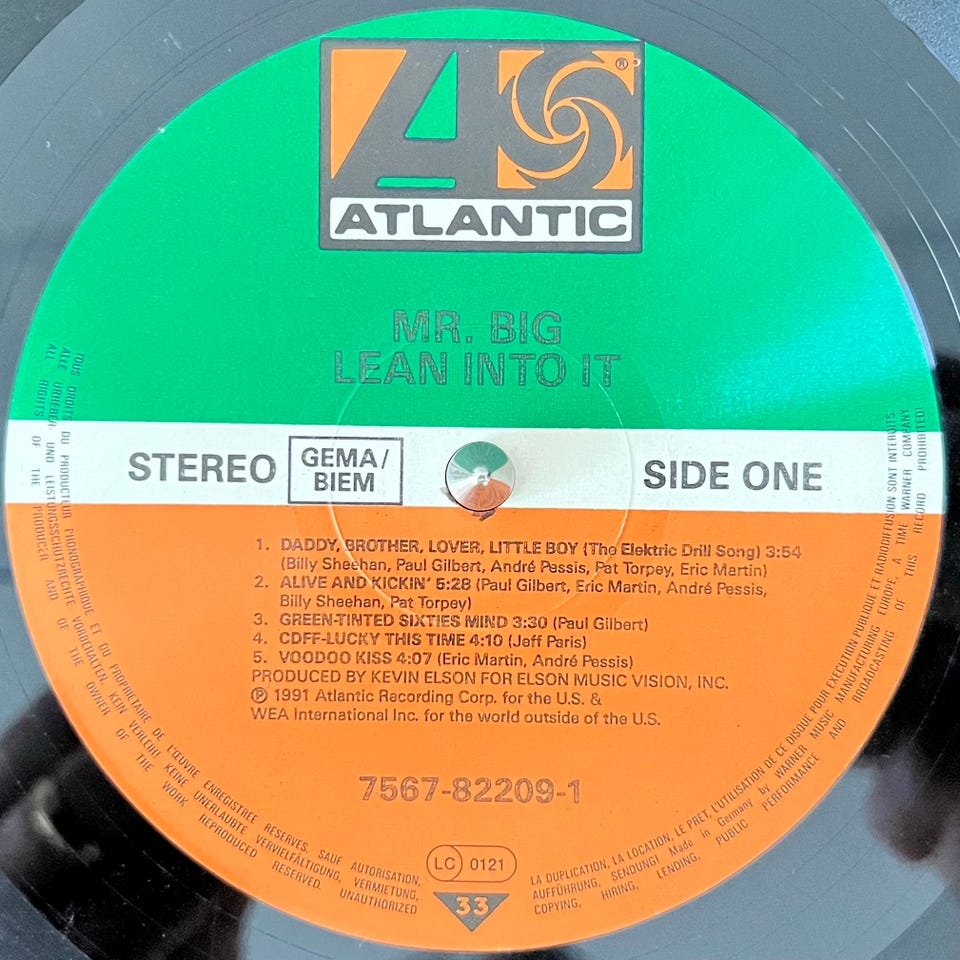 ATLANTIC
®
MR. BIG
LEAN INTO IT
STEREO
GEMA/
BIEM
SIDE ONE
1. DADDY, BROTHER, LOVER, LITTLE BOY (The Elektric Drill Song) 3:54
(Billy Sheehan, Paul Gilbert, André Pessis, Pat Torpey, Eric Martin)
2. ALIVE AND KICKIN' 5:28 (Paul Gilbert, Eric Martin, André Pessis,
Billy Sheehan, Pat Torpey)
3. GREEN-TINTED SIXTIES MIND 3:30 (Paul Gilbert)
4. CDFF-LUCKY THIS TIME 4:10 (Jeff Paris)
5. VOODOO KISS 4:07 (Eric Martin, André Pessis)
PRODUCED BY KEVIN ELSON FOR ELSON MUSIC VISION, INC.
℗ 1991 Atlantic Recording Corp. for the U.S. &
WEA International Inc. for the world outside of the U.S.
7567-82209-1
LC 0121
33
TOUS DROITS DU PRODUCTEUR PHONOGRAPHIQUE ET DU PROPRIETAIRE DE L'ŒUVRE ENREGISTREE RESERVES. SAUF AUTORISATION,
ALLE URHEBER- UND LEISTUNGSSCHUTZRECHTE VORBEHALTEN. KEIN VERLEIH! KEINE UNERLAUBTE VERVIELFÄLTIGUNG, VERMIETUNG,
ALL RIGHTS OF THE PRODUCER AND OF THE OWNER OF THE WORK REPRODUCED RESERVED. UNAUTHORIZED
LA DUPLICATION, LA LOCATION, LE PRET, L'UTILISATION DE CE DISQUE POUR EXECUTION PUBLIQUE ET RADIODIFFUSION SONT INTERDITS.
AUFFÜHRUNG, SENDUNG! Made in Germany by WARNER MUSIC MANUFACTURING EUROPE, A TIME WARNER COMPANY
COPYING, HIRING, LENDING, PUBLIC PERFORMANCE AND BROADCASTING OF THIS RECORD PROHIBITED!